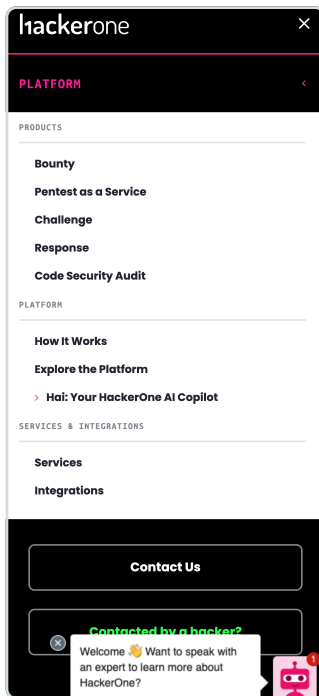 hackerone
PLATFORM
PRODUCTS
Bounty
Pentest as a Service
Challenge
Response
Code Security Audit
PLATFORM
How It Works
Explore the Platform
Hai: Your HackerOne AI Copilot
SERVICES & INTEGRATIONS
Services
Integrations
Contact Us
Contacted by a hacker?
Welcome 👋 Want to speak with
an expert to learn more about
HackerOne?
1